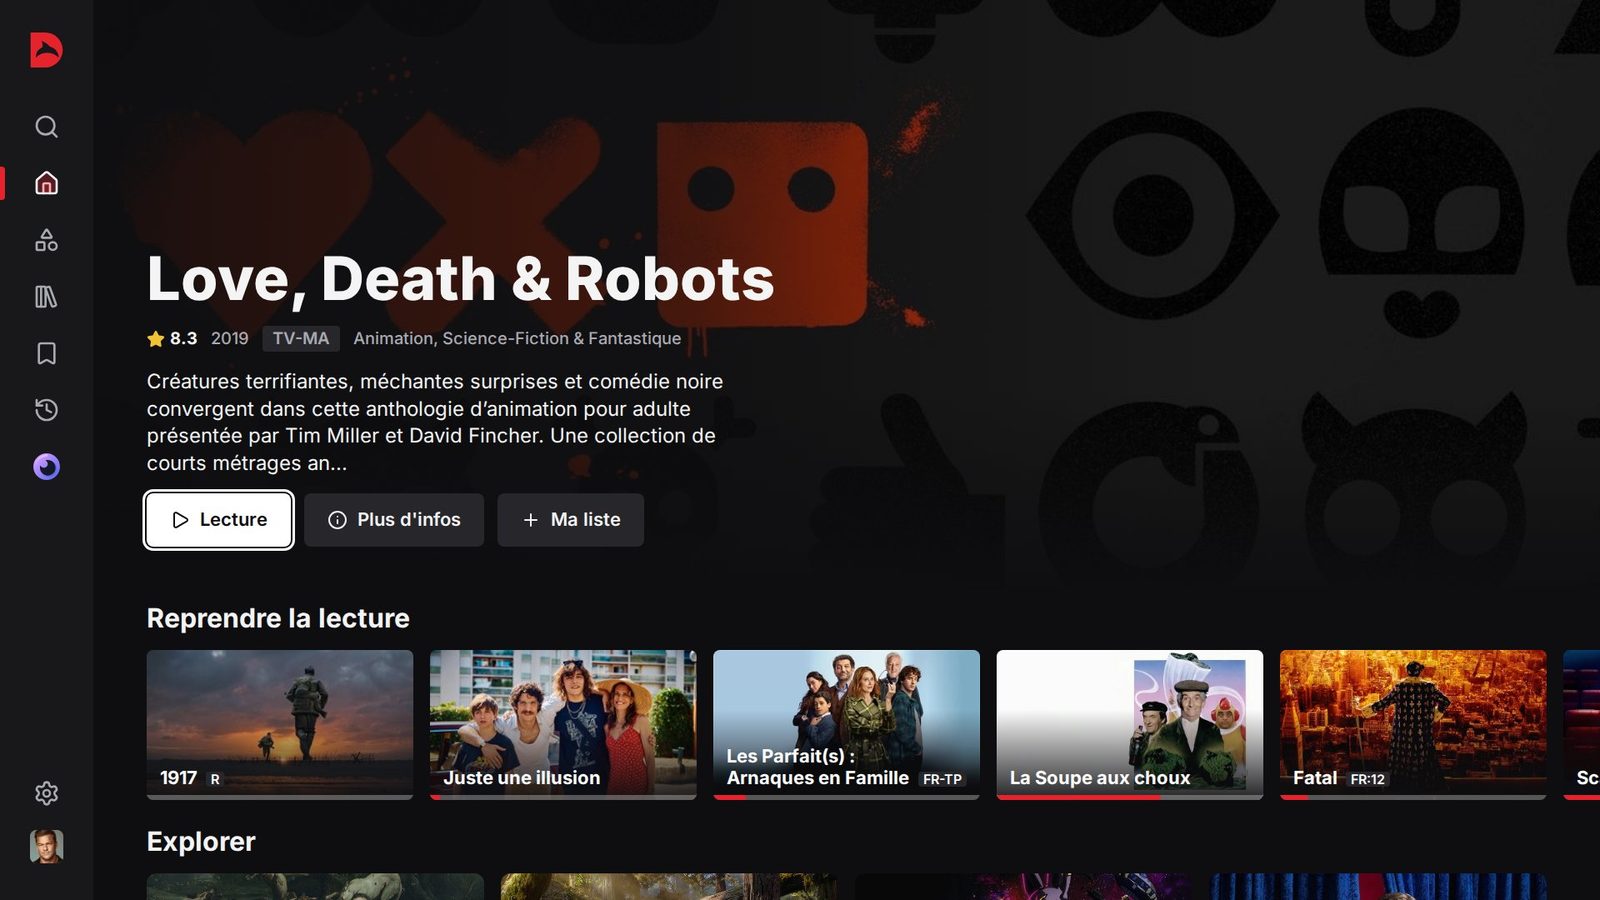 Love, Death & Robots
8.3 2019 TV-MA Animation, Science-Fiction & Fantastique
Créatures terrifiantes, méchantes surprises et comédie noire
convergent dans cette anthologie d’animation pour adulte
présentée par Tim Miller et David Fincher. Une collection de
courts métrages an...
Lecture Plus d'infos Ma liste
Reprendre la lecture
1917 R
Juste une illusion
Les Parfait(s) :
Arnaques en Famille FR-TP
La Soupe aux choux
Fatal FR:12
Sc
Explorer